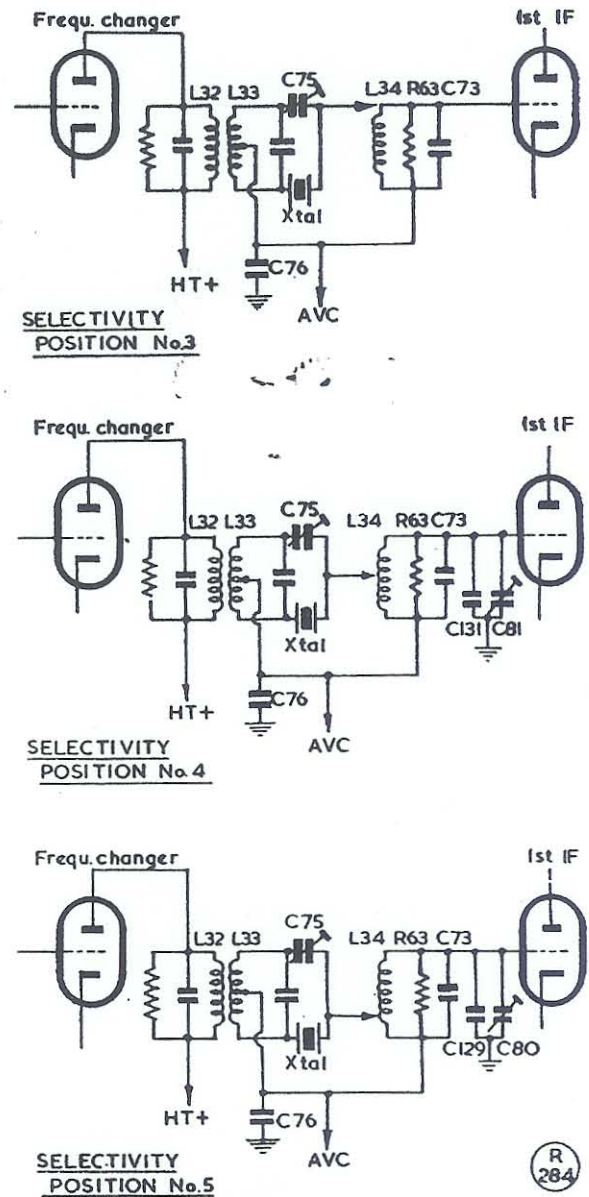 Frequ. changer
1st IF
C75
L32 L33
L34 R63 C73
Xtal
C76
HT+
AVC
SELECTIVITY
POSITION No.3
Frequ. changer
1st IF
C75
L32 L33
L34 R63 C73
Xtal
C131 C81
C76
HT+
AVC
SELECTIVITY
POSITION No.4
Frequ. changer
1st IF
C75
L32 L33
L34 R63 C73
Xtal
C129 C80
C76
HT+
AVC
SELECTIVITY
POSITION No.5
R
284